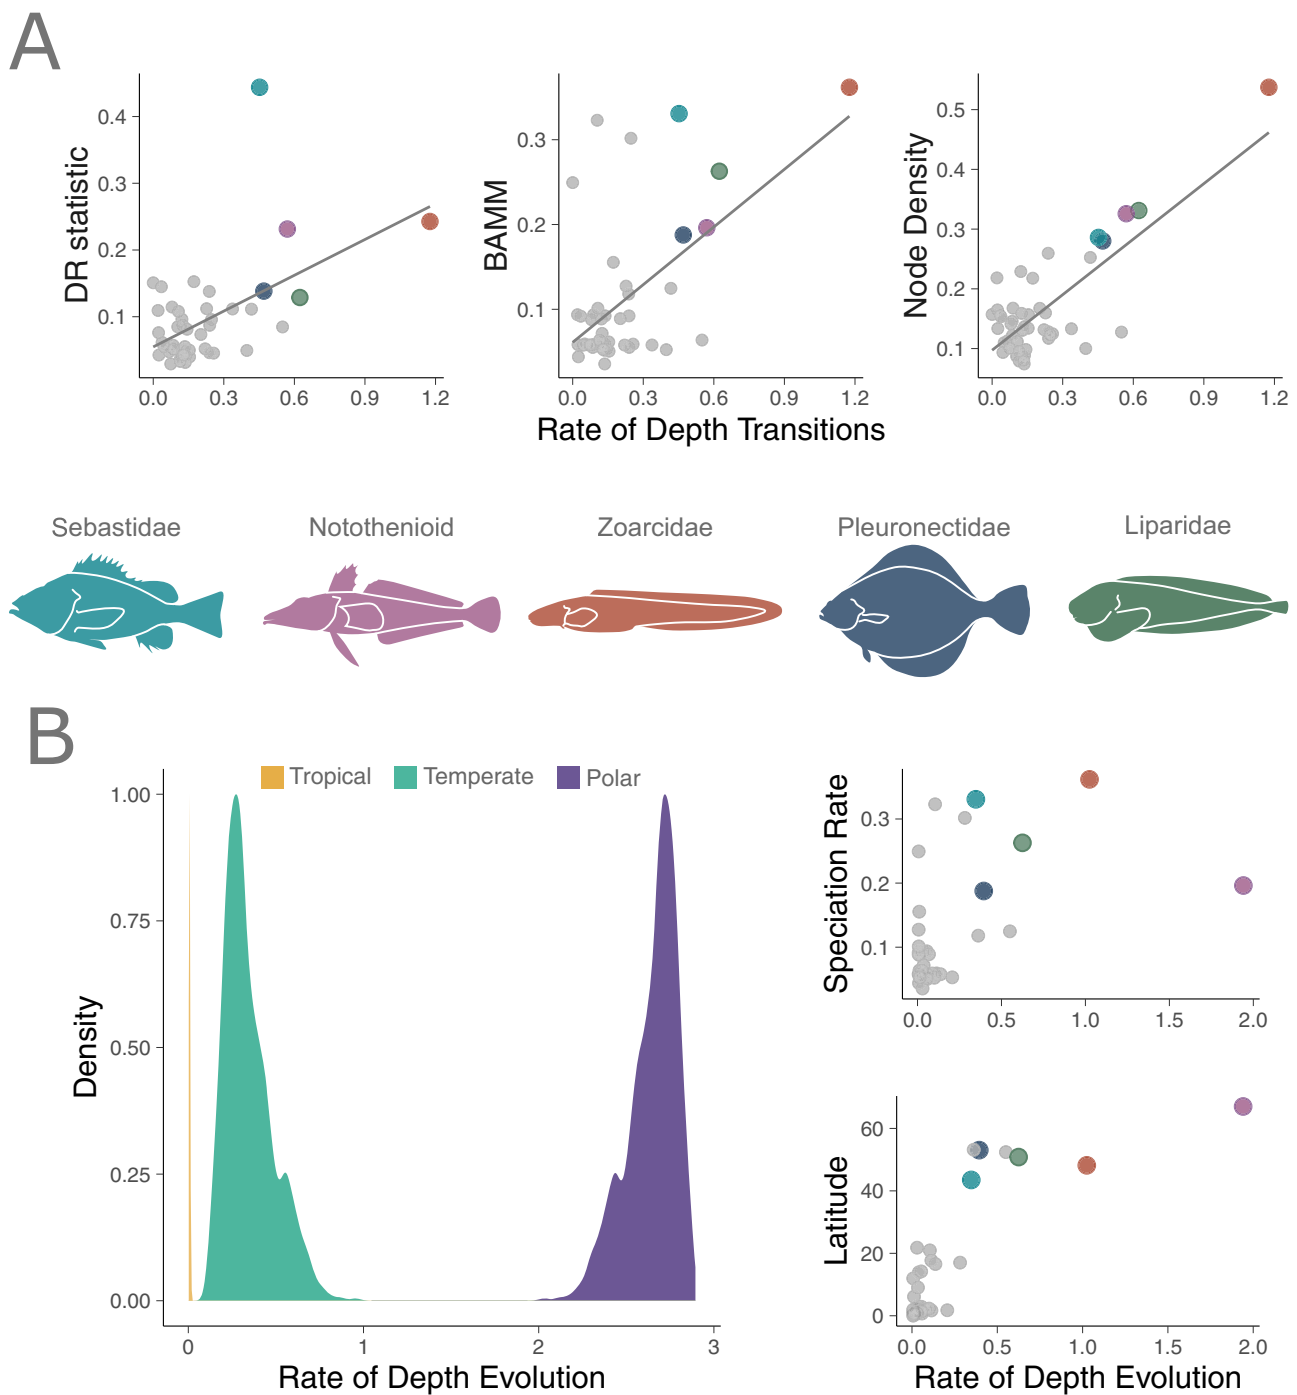 A
DR statistic
0.4
0.3
0.2
0.1
0.0 0.3 0.6 0.9 1.2
BAMM
0.3
0.2
0.1
0.0 0.3 0.6 0.9 1.2
Node Density
0.5
0.4
0.3
0.2
0.1
0.0 0.3 0.6 0.9 1.2
Rate of Depth Transitions
Sebastidae Notothenioid Zoarcidae Pleuronectidae Liparidae
B
Tropical Temperate Polar
Density
1.00
0.75
0.50
0.25
0.00
0 1 2 3
Rate of Depth Evolution
Speciation Rate
0.3
0.2
0.1
0.0 0.5 1.0 1.5 2.0
Latitude
60
40
20
0
0.0 0.5 1.0 1.5 2.0
Rate of Depth Evolution